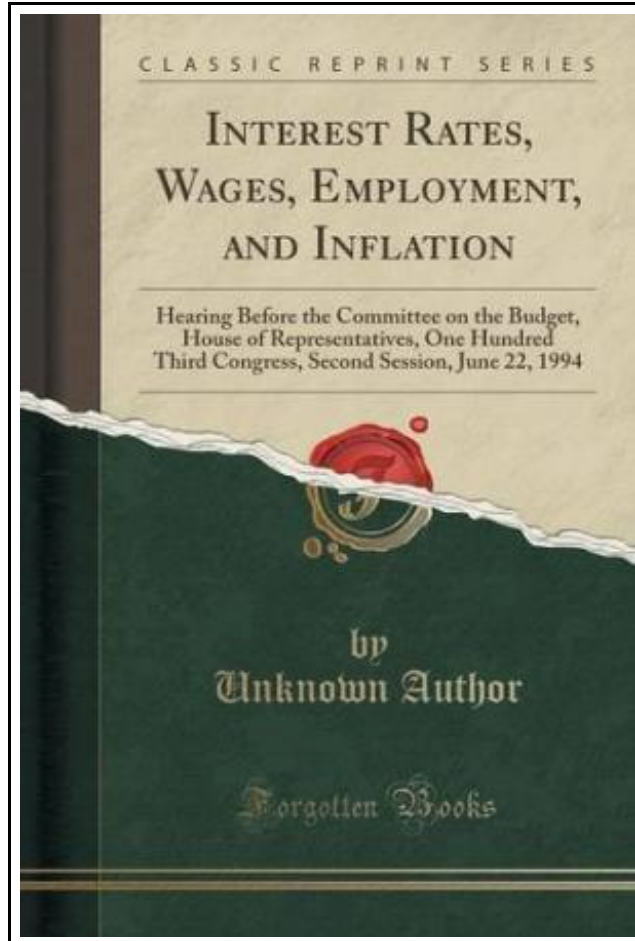 CLASSIC REPRINT SERIES
INTEREST RATES,
WAGES, EMPLOYMENT,
AND INFLATION
Hearing Before the Committee on the Budget,
House of Representatives, One Hundred
Third Congress, Second Session, June 22, 1994
by
Unknown Author
Forgotten Books